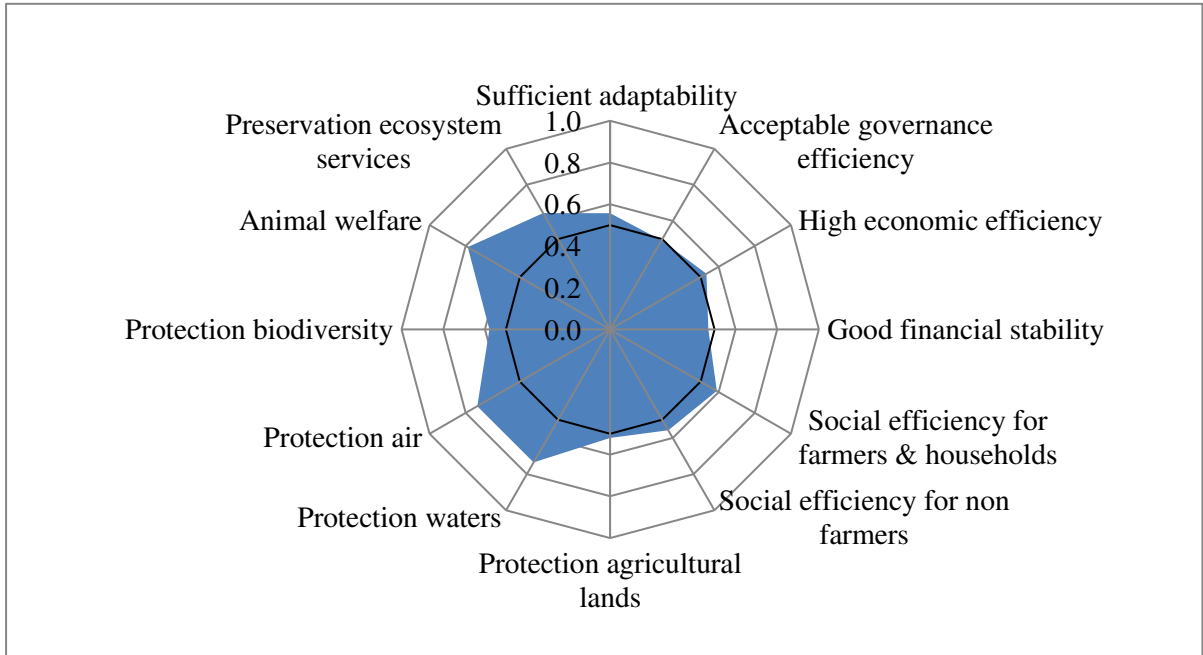 Sufficient adaptability
Acceptable governance
efficiency
High economic efficiency
Good financial stability
Social efficiency for
farmers & households
Social efficiency for non
farmers
Protection agricultural
lands
Protection waters
Protection air
Protection biodiversity
Animal welfare
Preservation ecosystem
services
1.0
0.8
0.6
0.4
0.2
0.0